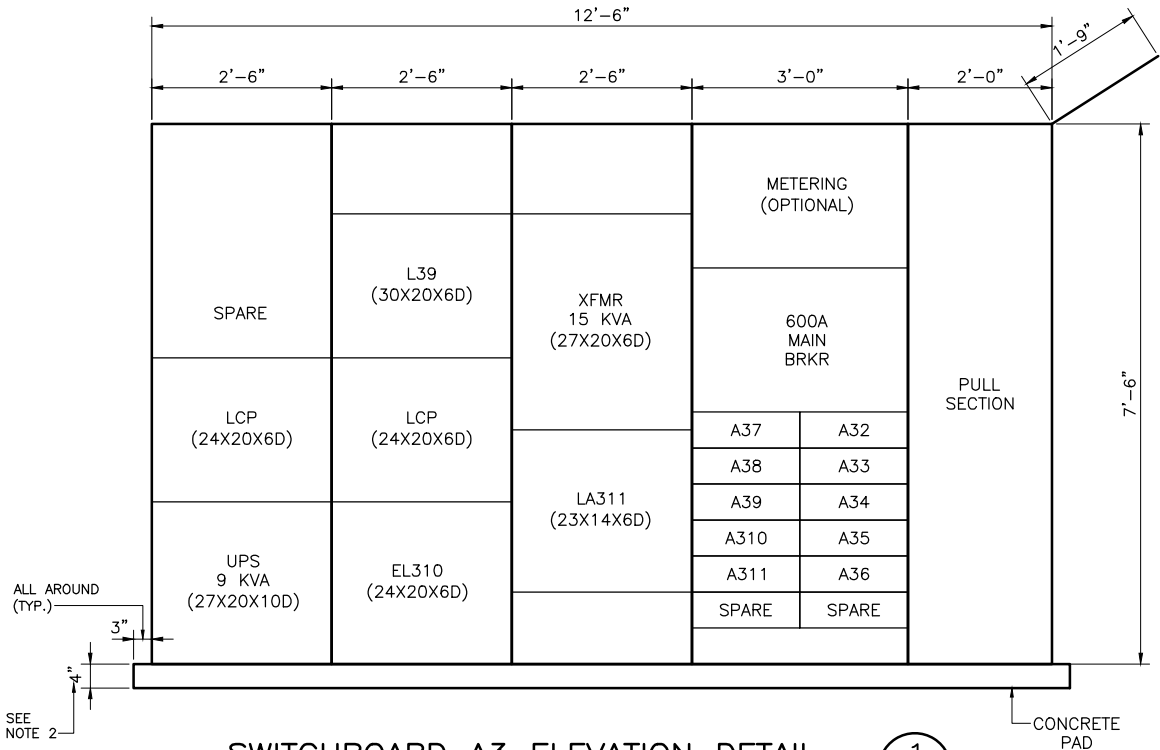 12'-6"
1'-9"
2'-6"
2'-6"
2'-6"
3'-0"
2'-0"
METERING
(OPTIONAL)
L39
(30X20X6D)
SPARE
XFMR
15 KVA
(27X20X6D)
600A
MAIN
BRKR
PULL
SECTION
7'-6"
LCP
(24X20X6D)
LCP
(24X20X6D)
A37
A32
A38
A33
A39
A34
A310
A35
A311
A36
SPARE
SPARE
LA311
(23X14X6D)
UPS
9 KVA
(27X20X10D)
EL310
(24X20X6D)
ALL AROUND
(TYP.)
3"
4"
SEE
NOTE 2
CONCRETE
PAD
SWITCHBOARD A3 ELEVATION DETAIL
1